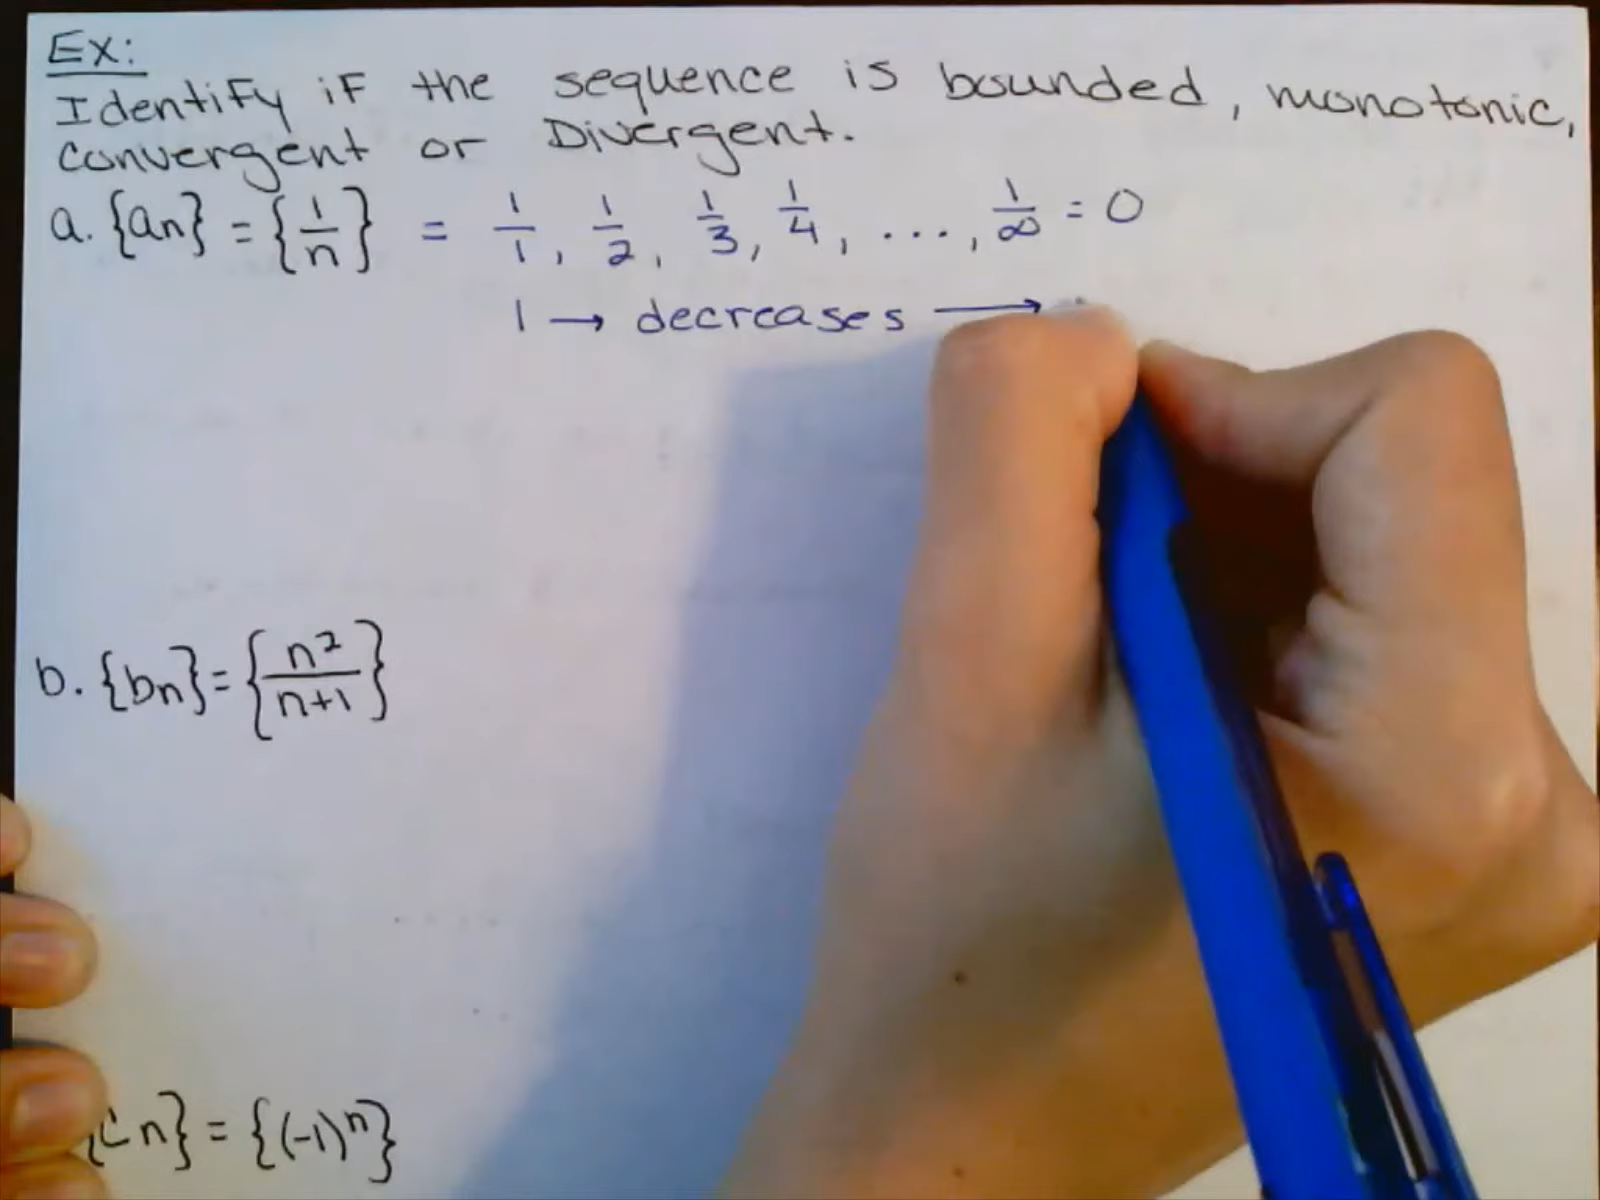 Ex:
Identify if the sequence is bounded, monotonic,
convergent or Divergent.
a. {an} = {1/n} = 1/1, 1/2, 1/3, 1/4, ..., 1/∞ = 0
1 → decreases →
b. {bn} = {n²/n+1}
{cn} = {(-1)ⁿ}